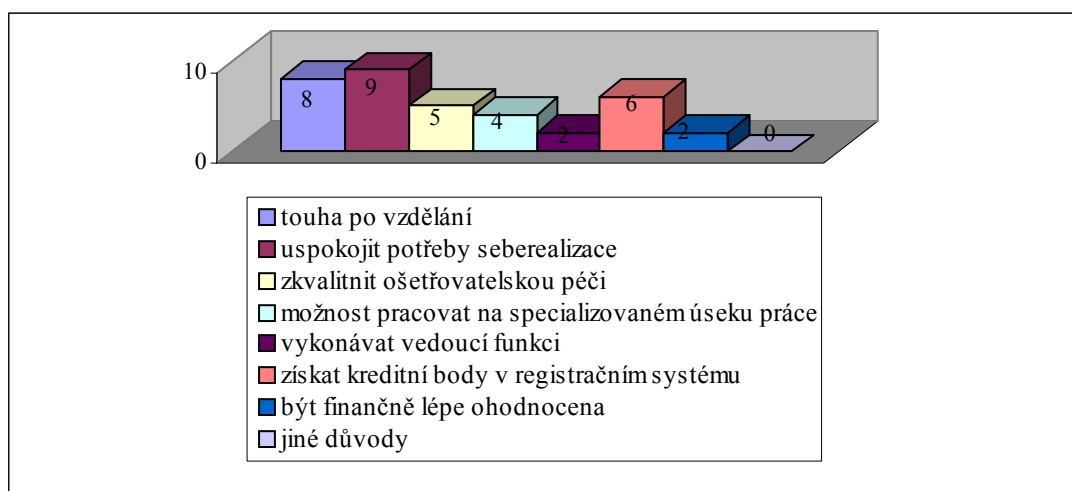 10
0
8
9
5
4
2
6
2
0
touha po vzdělání
uspokojit potřeby seberealizace
zkvalitnit ošetřovatelskou péči
možnost pracovat na specializovaném úseku práce
vykonávat vedoucí funkci
získat kreditní body v registračním systému
být finančně lépe ohodnocena
jiné důvody